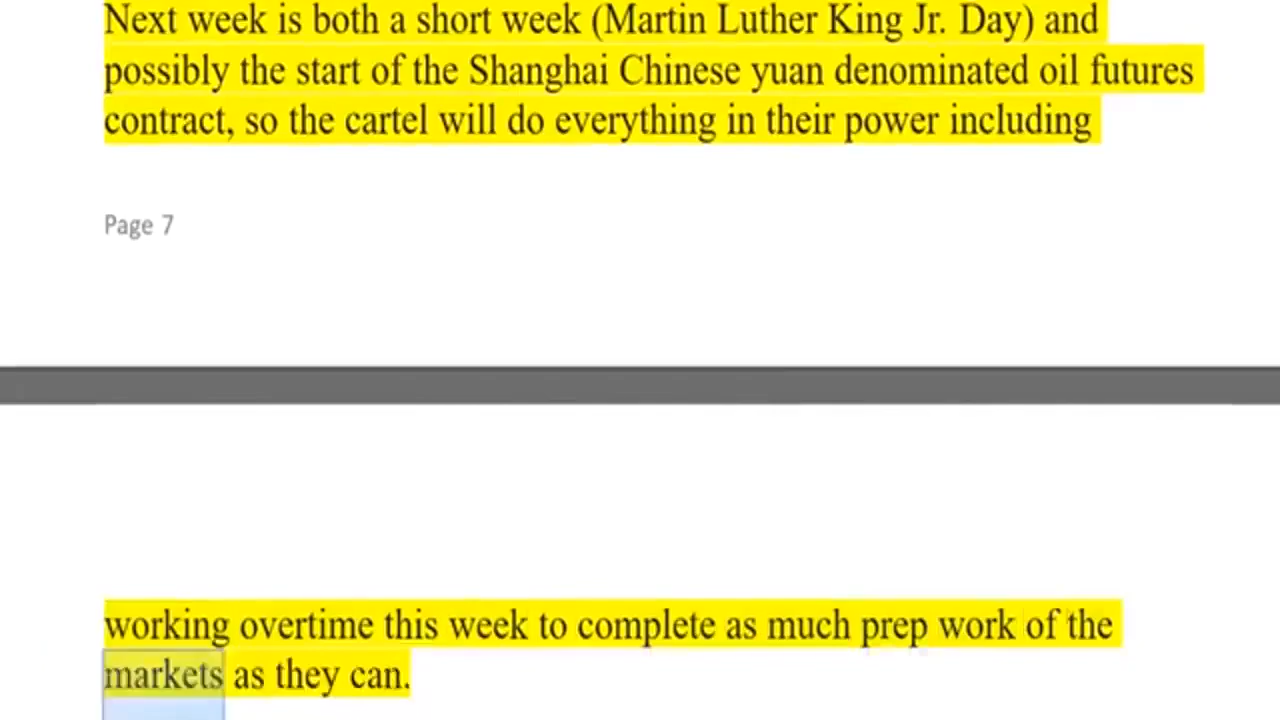 Next week is both a short week (Martin Luther King Jr. Day) and
possibly the start of the Shanghai Chinese yuan denominated oil futures
contract, so the cartel will do everything in their power including
Page 7
working overtime this week to complete as much prep work of the
markets as they can.